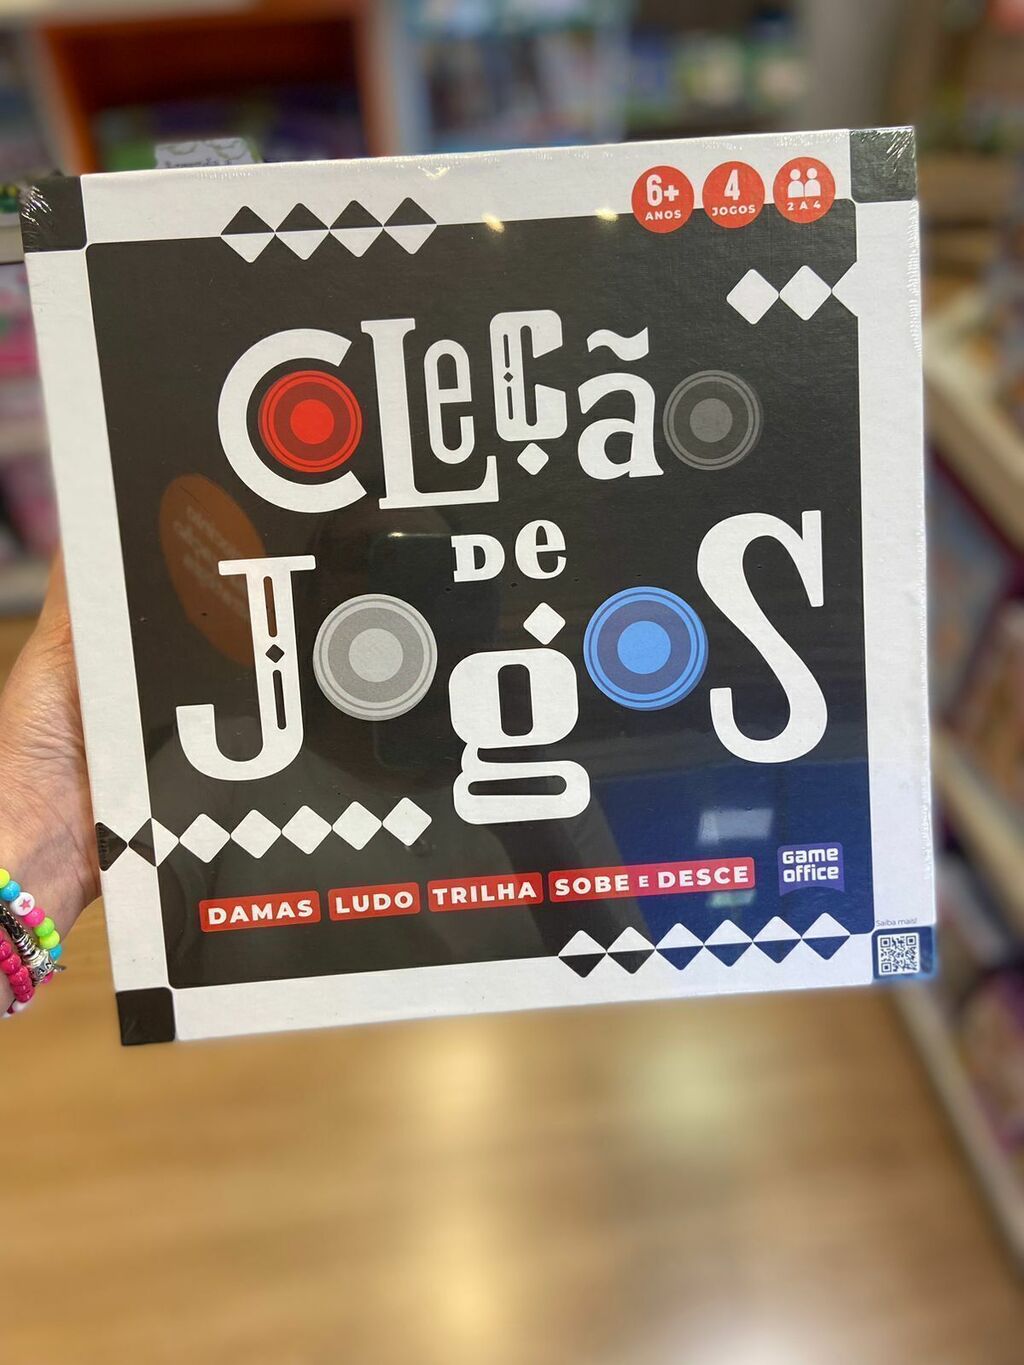 6+
ANOS
4
JOGOS
2 A 4
COLEÇÃO
DE
JOGOS
DAMAS LUDO TRILHA SOBE E DESCE
Game
office
Saiba mais!